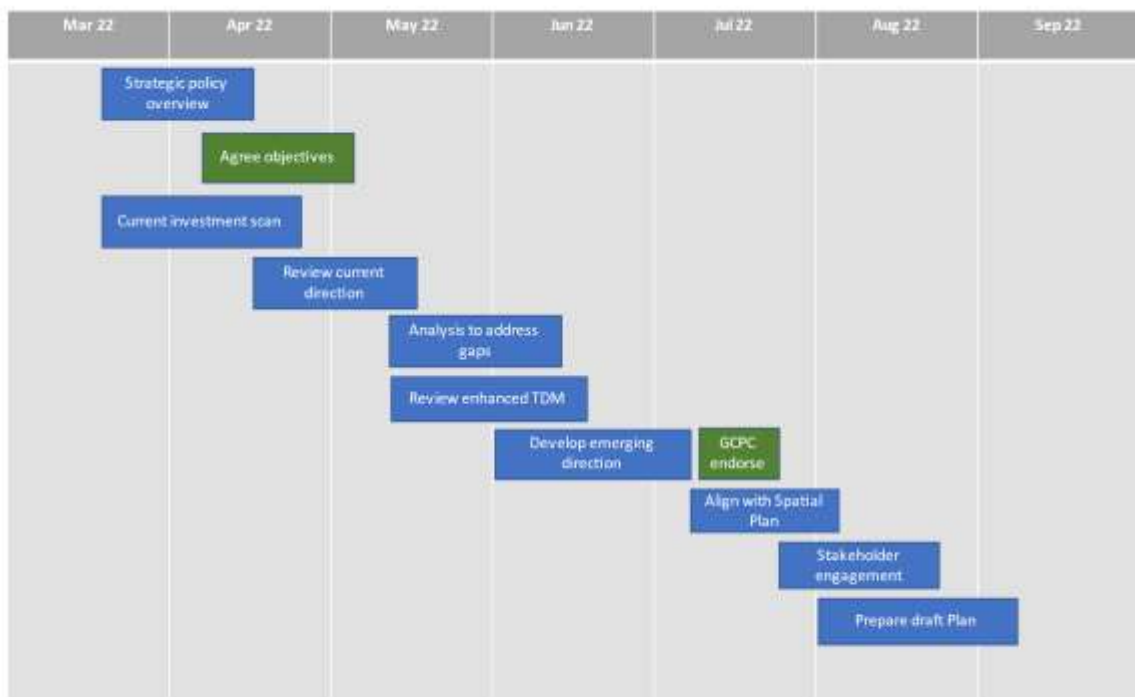 Mar 22 Apr 22 May 22 Jun 22 Jul 22 Aug 22 Sep 22
Strategic policy
overview
Agree objectives
Current investment scan
Review current
direction
Analysis to address
gaps
Review enhanced TDM
Develop emerging
direction
GCPC
endorse
Align with Spatial
Plan
Stakeholder
engagement
Prepare draft Plan